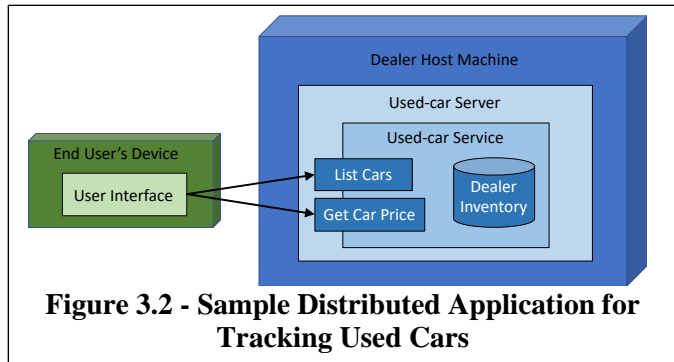 Dealer Host Machine
Used-car Server
Used-car Service
End User's Device
User Interface
List Cars
Get Car Price
Dealer
Inventory
Figure 3.2 - Sample Distributed Application for
Tracking Used Cars